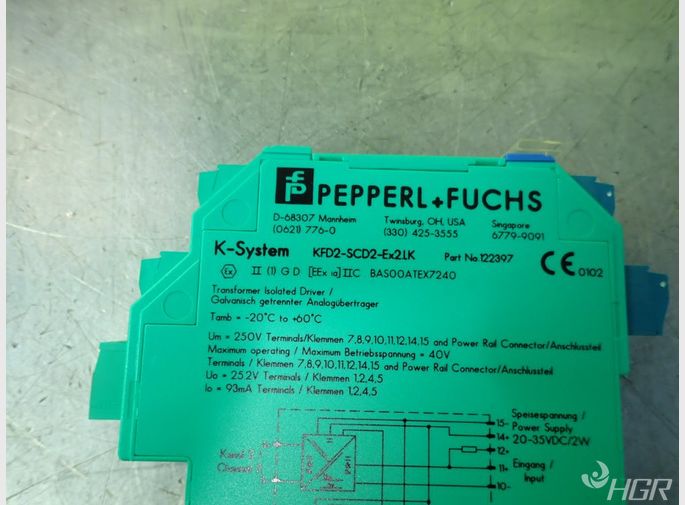 PEPPERL+FUCHS
D-68307 Mannheim
(0621) 776-0
Twinsburg, OH, USA
(330) 425-3555
Singapore
6779-9091
K-System KFD2-SCD2-Ex2.LK Part No.122397
CE 0102
Ex II (1) G D [EEx ia] IIC BAS00ATEX7240
Transformer Isolated Driver /
Galvanisch getrennter Analogübertrager
Tamb = -20°C to +60°C
Um = 250V Terminals/Klemmen 7,8,9,10,11,12,14,15 and Power Rail Connector/Anschlussteil
Maximum operating / Maximum Betriebsspannung = 40V
Terminals / Klemmen 7,8,9,10,11,12,14,15 and Power Rail Connector/Anschlussteil
Uo = 25.2V Terminals / Klemmen 1,2,4,5
Io = 93mA Terminals / Klemmen 1,2,4,5
15-
14+
12+
11+
10-
Speisespannung /
Power Supply
20-35VDC/2W
Eingang /
Input
Kanal
Channel
HGR